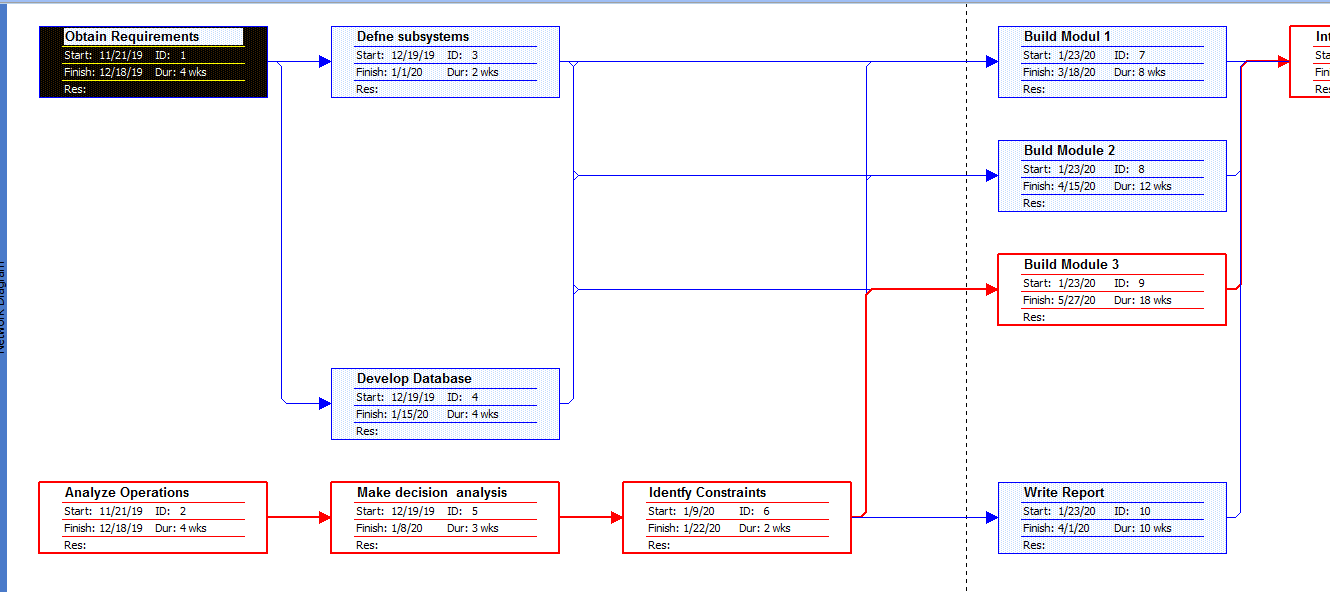 Obtain Requirements
Start: 11/21/19 ID: 1
Finish: 12/18/19 Dur: 4 wks
Res:
Defne subsystems
Start: 12/19/19 ID: 3
Finish: 1/1/20 Dur: 2 wks
Res:
Build Modul 1
Start: 1/23/20 ID: 7
Finish: 3/18/20 Dur: 8 wks
Res:
Int
Sta
Fin
Res
Buld Module 2
Start: 1/23/20 ID: 8
Finish: 4/15/20 Dur: 12 wks
Res:
Build Module 3
Start: 1/23/20 ID: 9
Finish: 5/27/20 Dur: 18 wks
Res:
Network Diagram
Develop Database
Start: 12/19/19 ID: 4
Finish: 1/15/20 Dur: 4 wks
Res:
Analyze Operations
Start: 11/21/19 ID: 2
Finish: 12/18/19 Dur: 4 wks
Res:
Make decision analysis
Start: 12/19/19 ID: 5
Finish: 1/8/20 Dur: 3 wks
Res:
Identfy Constraints
Start: 1/9/20 ID: 6
Finish: 1/22/20 Dur: 2 wks
Res:
Write Report
Start: 1/23/20 ID: 10
Finish: 4/1/20 Dur: 10 wks
Res: